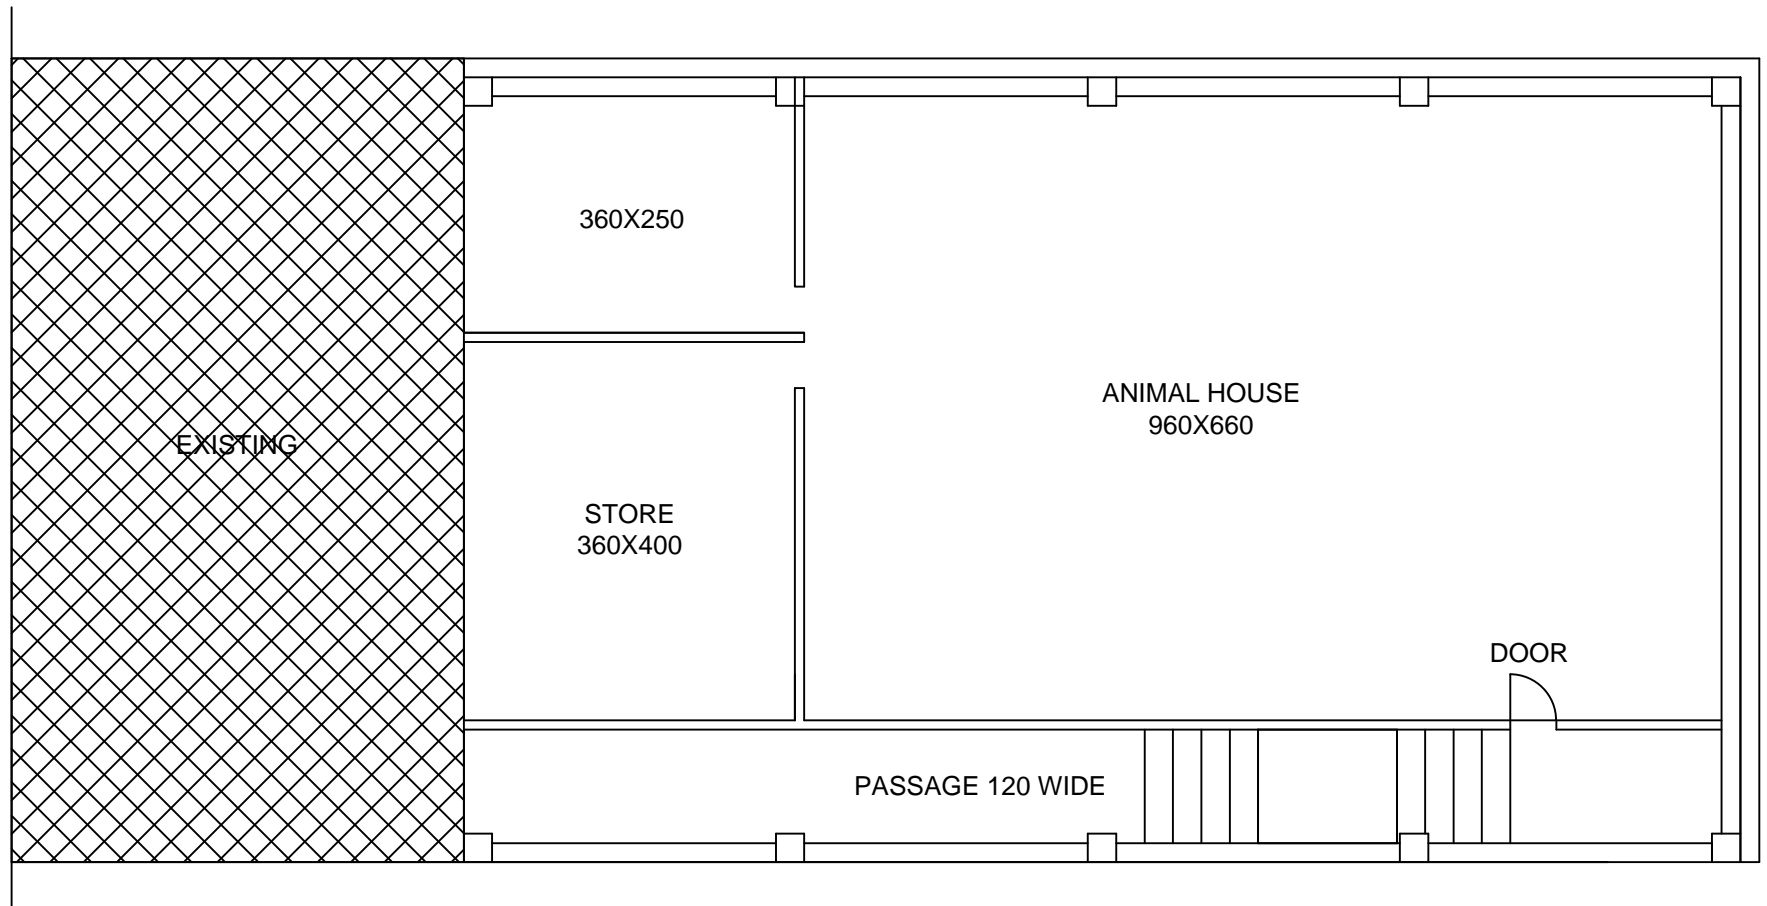 360X250
ANIMAL HOUSE
960X660
EXISTING
STORE
360X400
DOOR
PASSAGE 120 WIDE